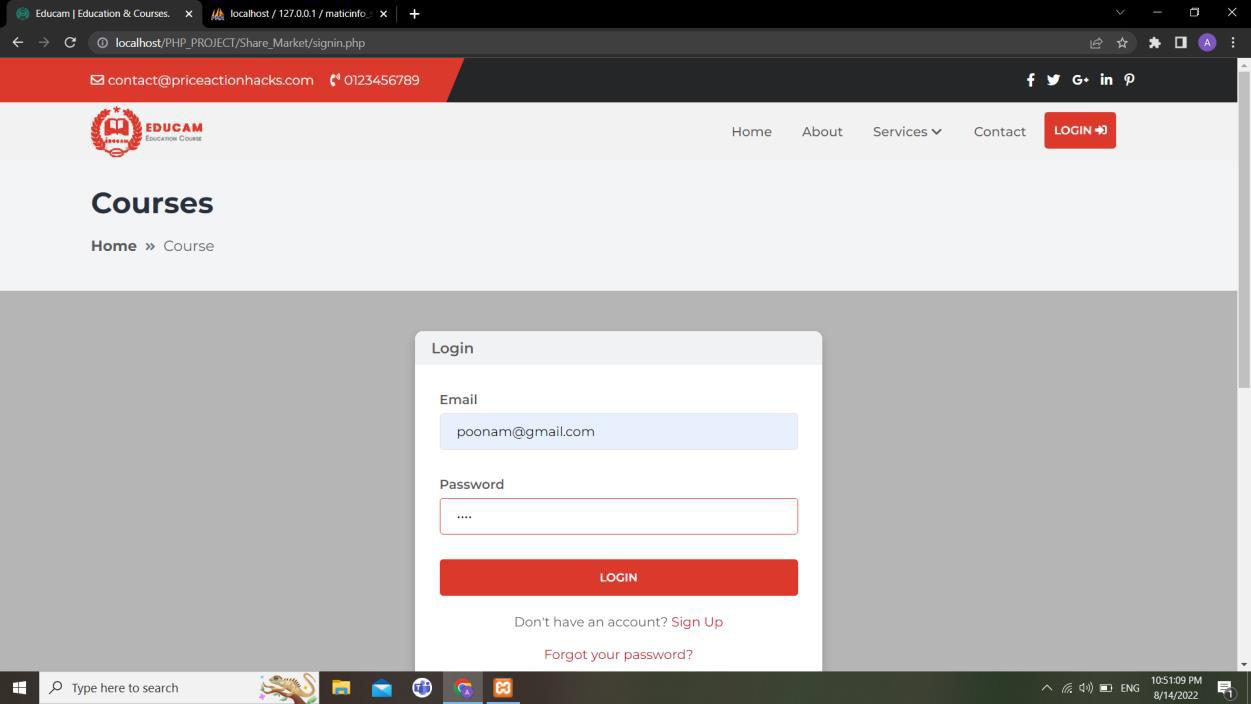 Educam | Education & Courses.
localhost / 127.0.0.1 / maticinfo_s
localhost/PHP_PROJECT/Share_Market/signin.php
A
contact@priceactionhacks.com 0123456789
EDUCAM
EDUCATION COURSE
Home About Services Contact LOGIN
Courses
Home » Course
Login
Email
poonam@gmail.com
Password
····
LOGIN
Don't have an account? Sign Up
Forgot your password?
Type here to search
ENG
10:51:09 PM
8/14/2022
1